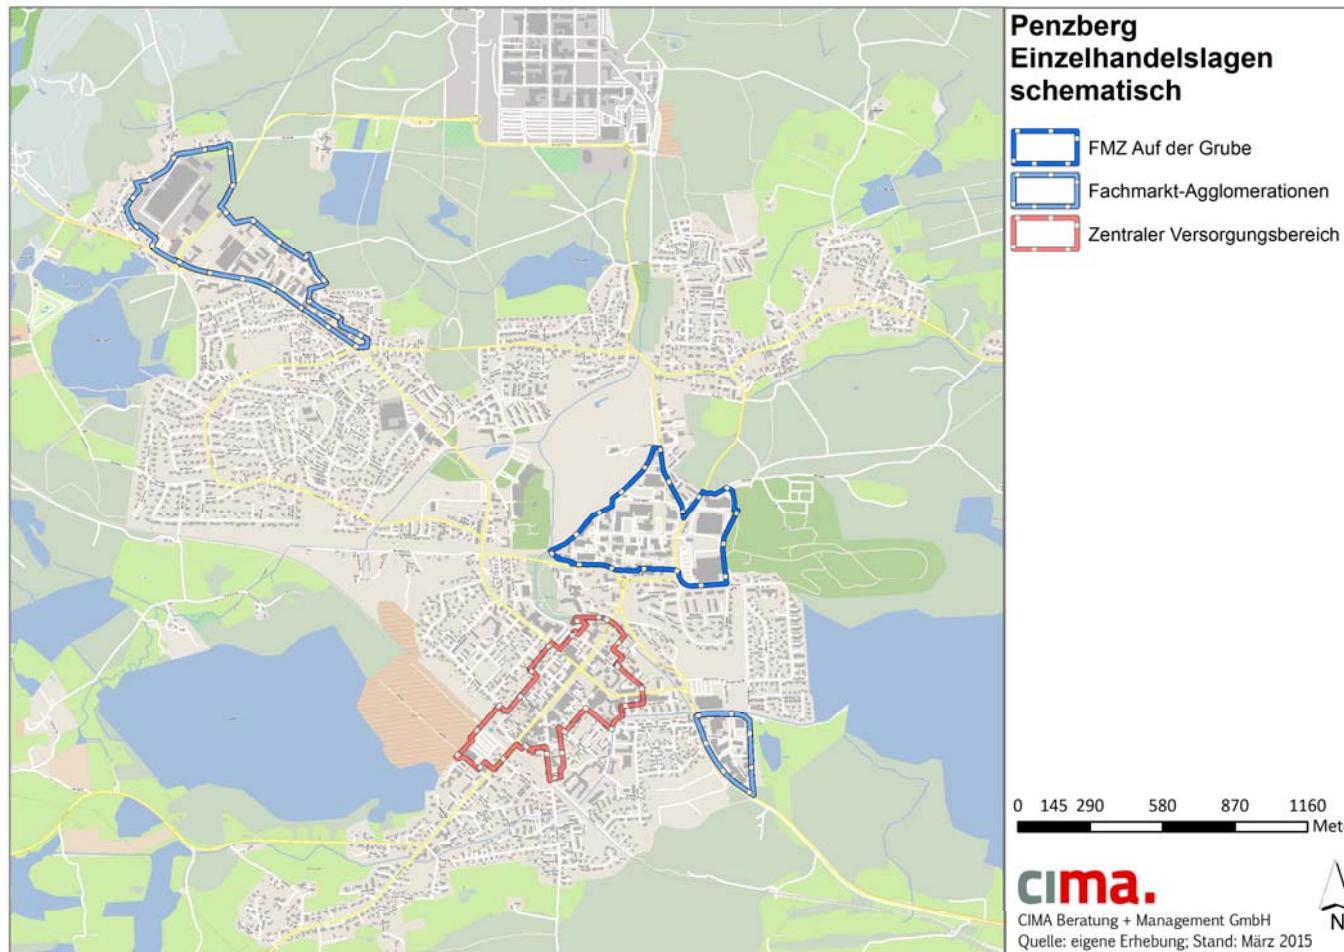 Penzberg
Einzelhandelslagen
schematisch
FMZ Auf der Grube
Fachmarkt-Agglomerationen
Zentraler Versorgungsbereich
0 145 290 580 870 1160
Met
cima.
CIMA Beratung + Management GmbH
N
Quelle: eigene Erhebung; Stand: März 2015